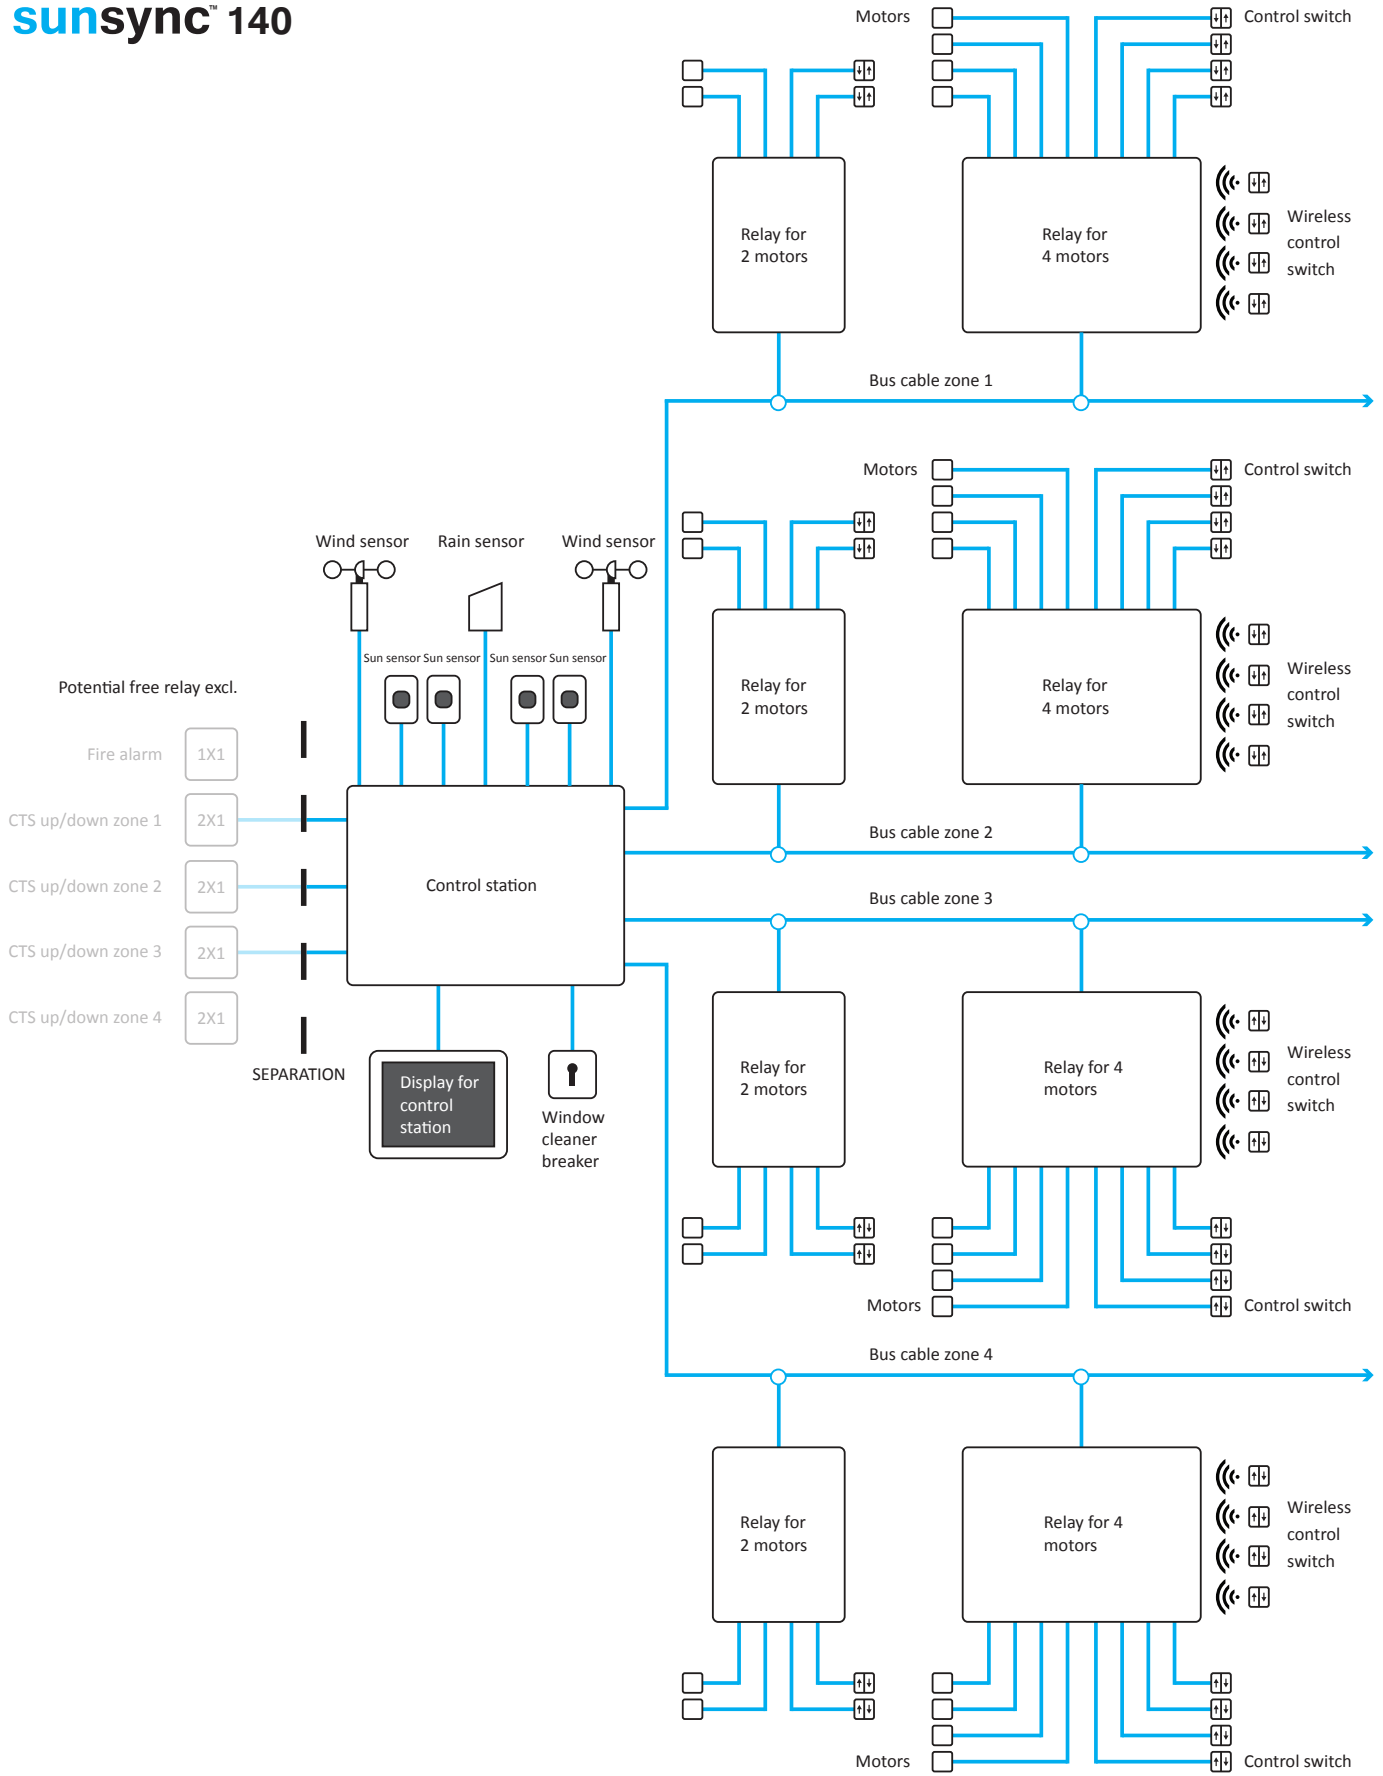 sunsync™ 140
Motors
Control switch
Relay for
2 motors
Relay for
4 motors
Wireless
control
switch
Bus cable zone 1
Motors
Control switch
Relay for
2 motors
Relay for
4 motors
Wireless
control
switch
Bus cable zone 2
Wind sensor
Rain sensor
Wind sensor
Sun sensor
Sun sensor
Sun sensor
Sun sensor
Potential free relay excl.
Fire alarm
1X1
CTS up/down zone 1
2X1
CTS up/down zone 2
2X1
CTS up/down zone 3
2X1
CTS up/down zone 4
2X1
SEPARATION
Control station
Display for
control
station
Window
cleaner
breaker
Bus cable zone 3
Relay for
2 motors
Relay for 4
motors
Wireless
control
switch
Motors
Control switch
Bus cable zone 4
Relay for
2 motors
Relay for 4
motors
Wireless
control
switch
Motors
Control switch